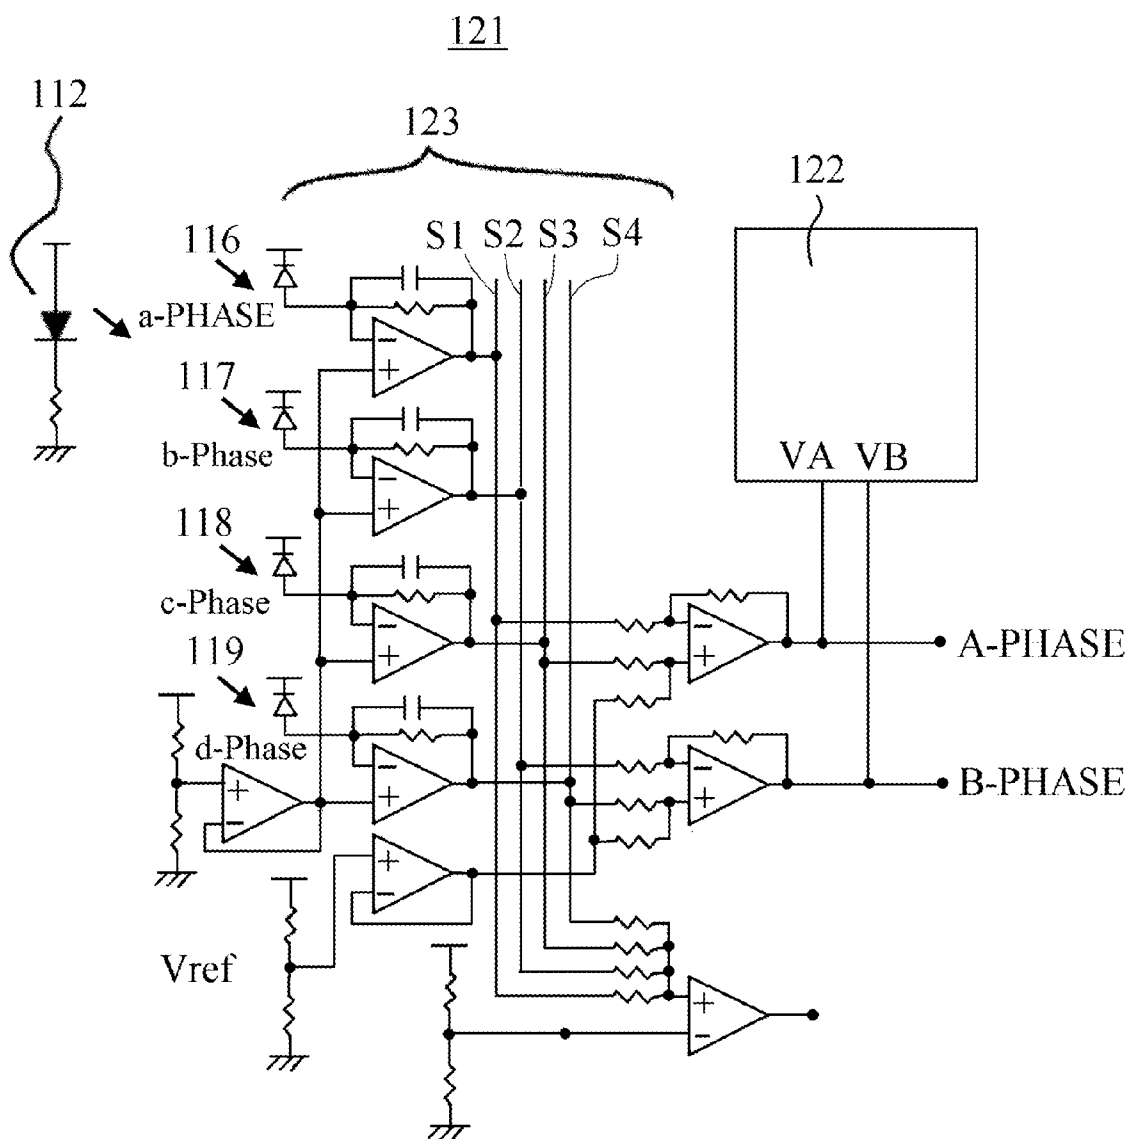 121
112
123
122
116
S1 S2 S3 S4
a-PHASE
117
b-Phase
VA VB
118
c-Phase
A-PHASE
119
d-Phase
B-PHASE
Vref